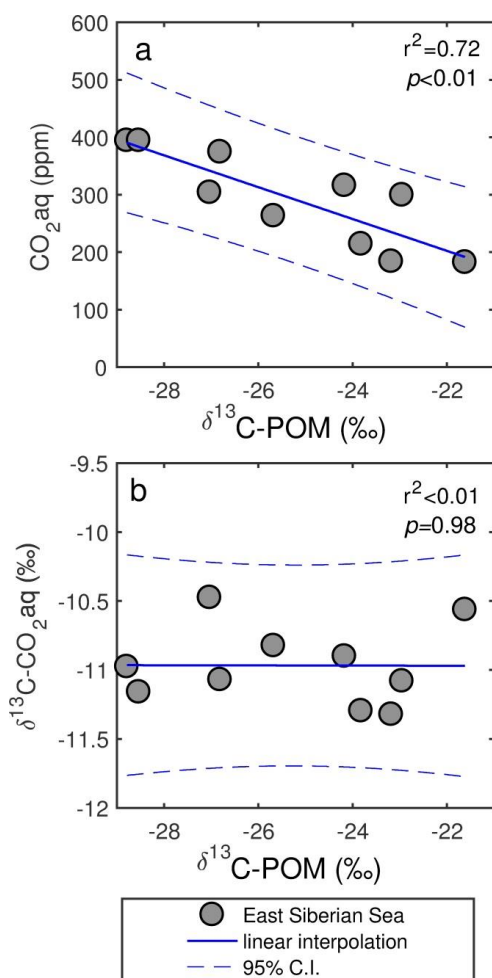 a
r²=0.72
p<0.01
600
500
400
300
200
100
0
CO₂aq (ppm)
-28
-26
-24
-22
δ¹³C-POM (‰)
b
r²<0.01
p=0.98
-9.5
-10
-10.5
-11
-11.5
-12
δ¹³C-CO₂aq (‰)
-28
-26
-24
-22
δ¹³C-POM (‰)
East Siberian Sea
linear interpolation
95% C.I.